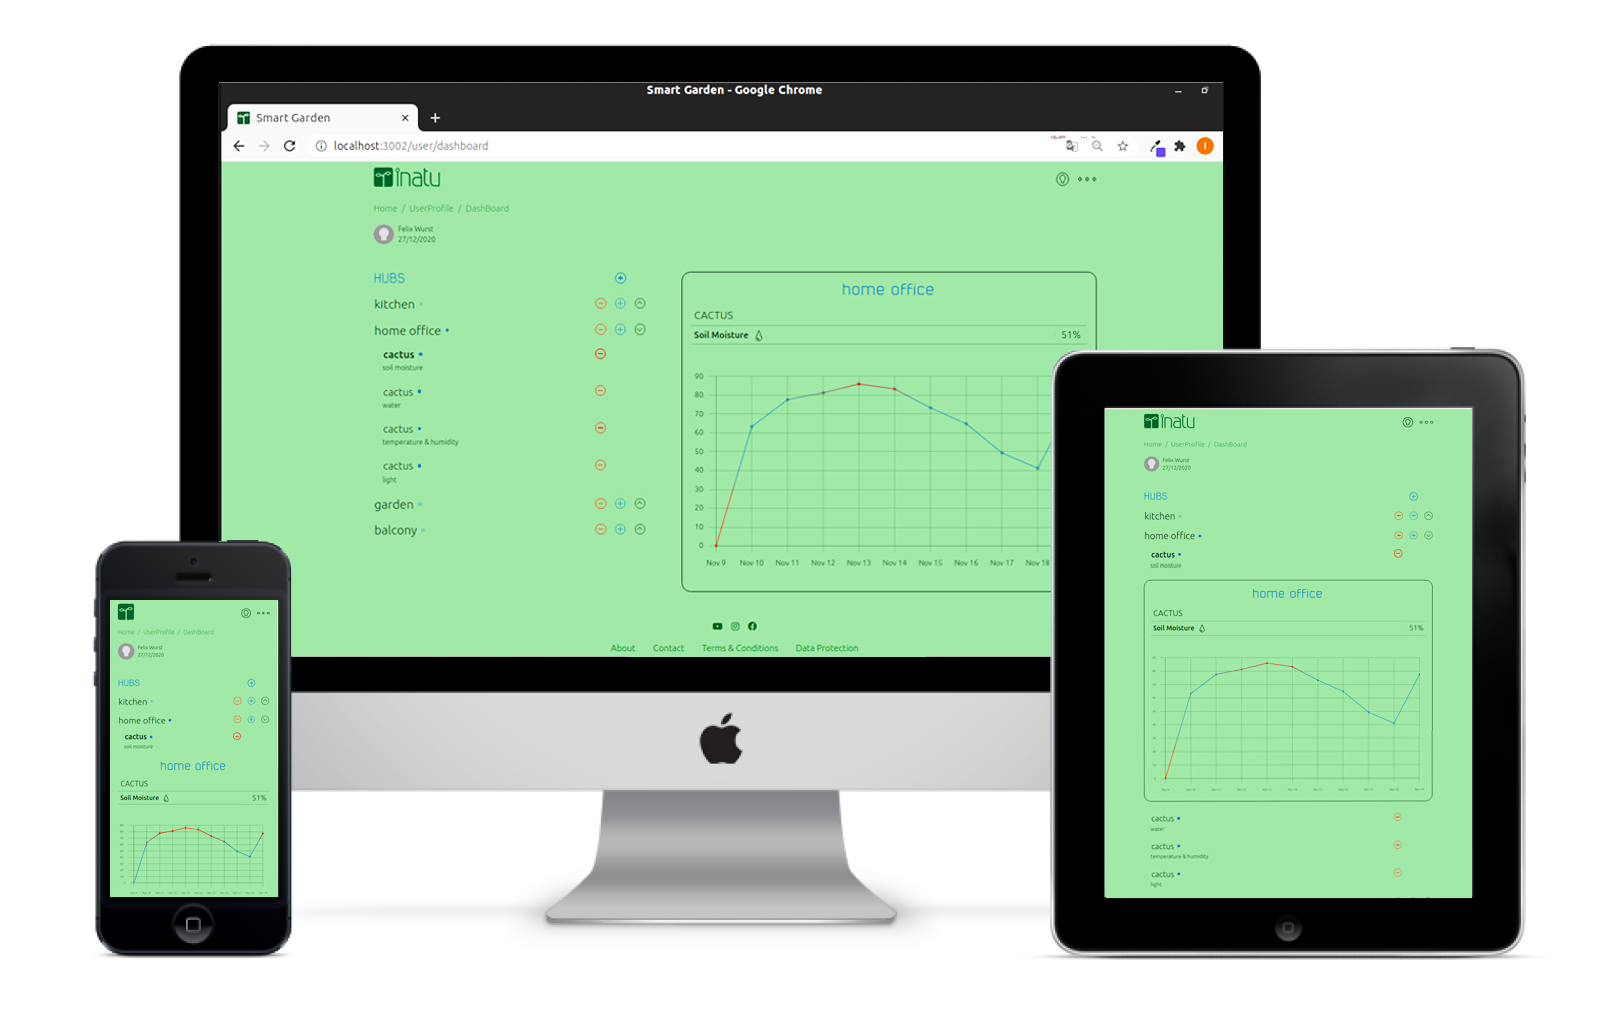 Smart Garden - Google Chrome
Smart Garden
localhost:3002/user/dashboard
I
inatu
Home / UserProfile / DashBoard
Felix Wurst
27/12/2020
HUBS
kitchen
home office
cactus
soil moisture
cactus
water
cactus
temperature & humidity
cactus
light
garden
balcony
home office
CACTUS
Soil Moisture 51%
90
80
70
60
50
40
30
20
10
0
Nov 9 Nov 10 Nov 11 Nov 12 Nov 13 Nov 14 Nov 15 Nov 16 Nov 17 Nov 18
About Contact Terms & Conditions Data Protection
Home / UserProfile / DashBoard
Felix Wurst
27/12/2020
HUBS
kitchen
home office
cactus
soil moisture
home office
CACTUS
Soil Moisture 51%
inatu
Home / UserProfile / DashBoard
Felix Wurst
27/12/2020
HUBS
kitchen
home office
cactus
soil moisture
home office
CACTUS
Soil Moisture 51%
cactus
water
cactus
temperature & humidity
cactus
light